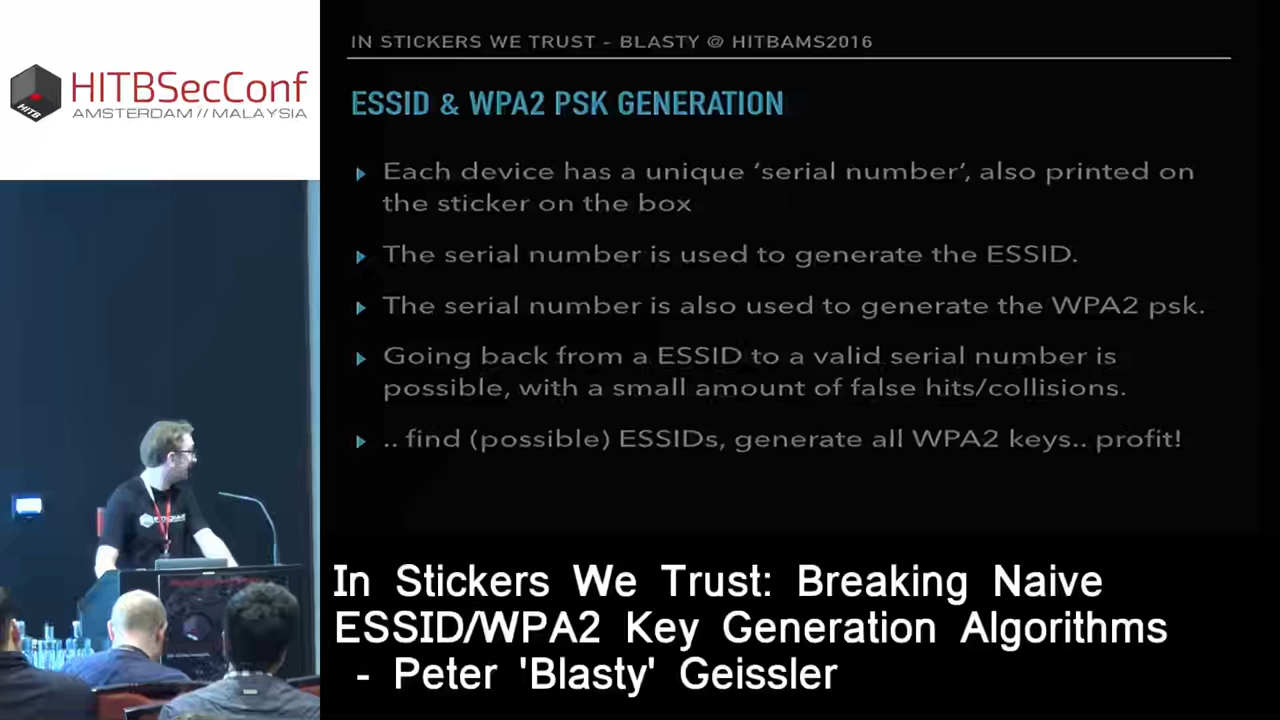 HITBSecConf
AMSTERDAM // MALAYSIA
HITB
IN STICKERS WE TRUST - BLASTY @ HITBAMS2016
ESSID & WPA2 PSK GENERATION
Each device has a unique ‘serial number’, also printed on
the sticker on the box
The serial number is used to generate the ESSID.
The serial number is also used to generate the WPA2 psk.
Going back from a ESSID to a valid serial number is
possible, with a small amount of false hits/collisions.
.. find (possible) ESSIDs, generate all WPA2 keys.. profit!
In Stickers We Trust: Breaking Naive
ESSID/WPA2 Key Generation Algorithms
- Peter 'Blasty' Geissler